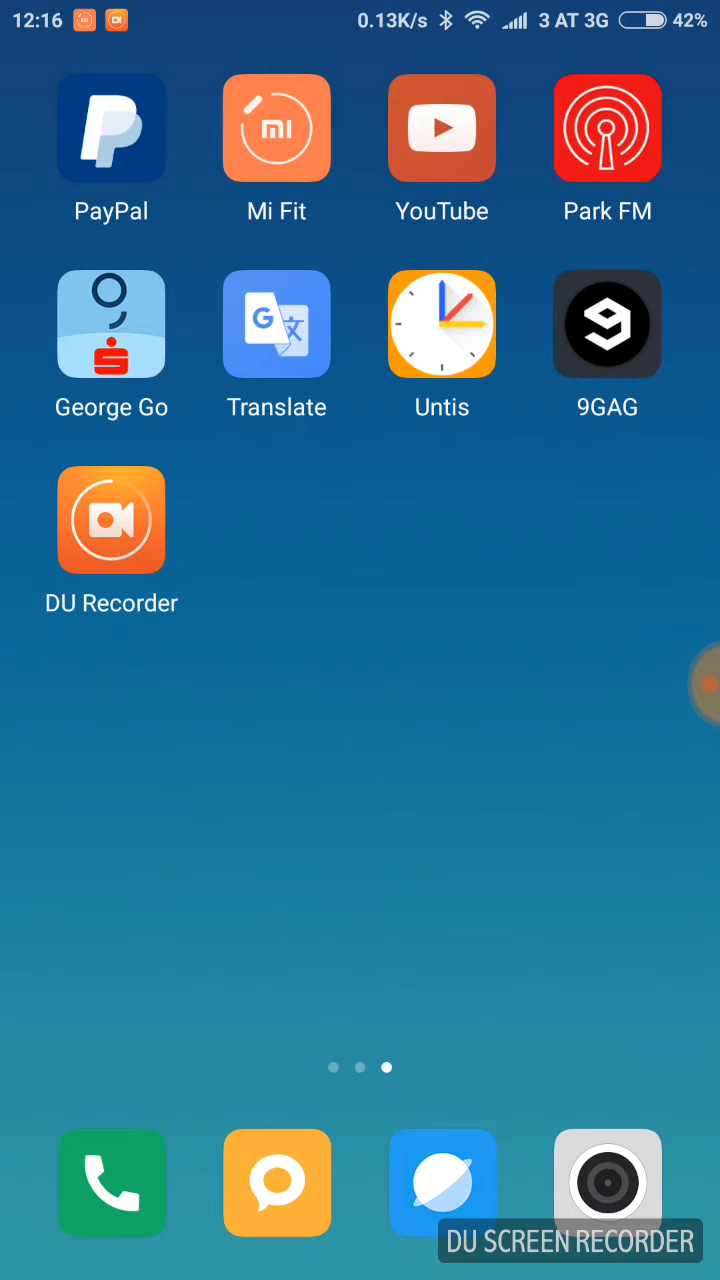 12:16 0.13K/s 3 AT 3G 42%
PayPal Mi Fit YouTube Park FM
George Go Translate Untis 9GAG
DU Recorder
DU SCREEN RECORDER